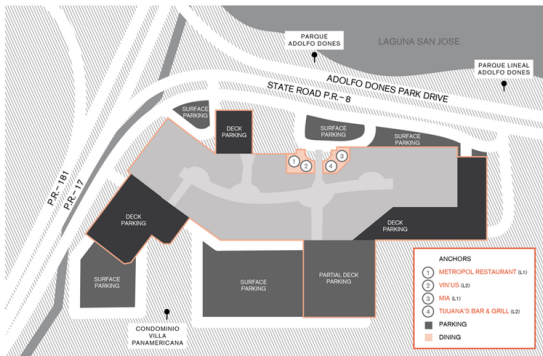 PARQUE
ADOLFO DONES
LAGUNA SAN JOSE
PARQUE LINEAL
ADOLFO DONES
ADOLFO DONES PARK DRIVE
STATE ROAD P.R.-8
SURFACE
PARKING
DECK
PARKING
SURFACE
PARKING
SURFACE
PARKING
P.R.-181
P.R.-17
1
2
3
4
DECK
PARKING
DECK
PARKING
SURFACE
PARKING
SURFACE
PARKING
PARTIAL DECK
PARKING
CONDOMINIO
VILLA
PANAMERICANA
ANCHORS
1 METROPOL RESTAURANT (L1)
2 VIN'US (L2)
3 MIA (L1)
4 TIJUANA'S BAR & GRILL (L2)
PARKING
DINING